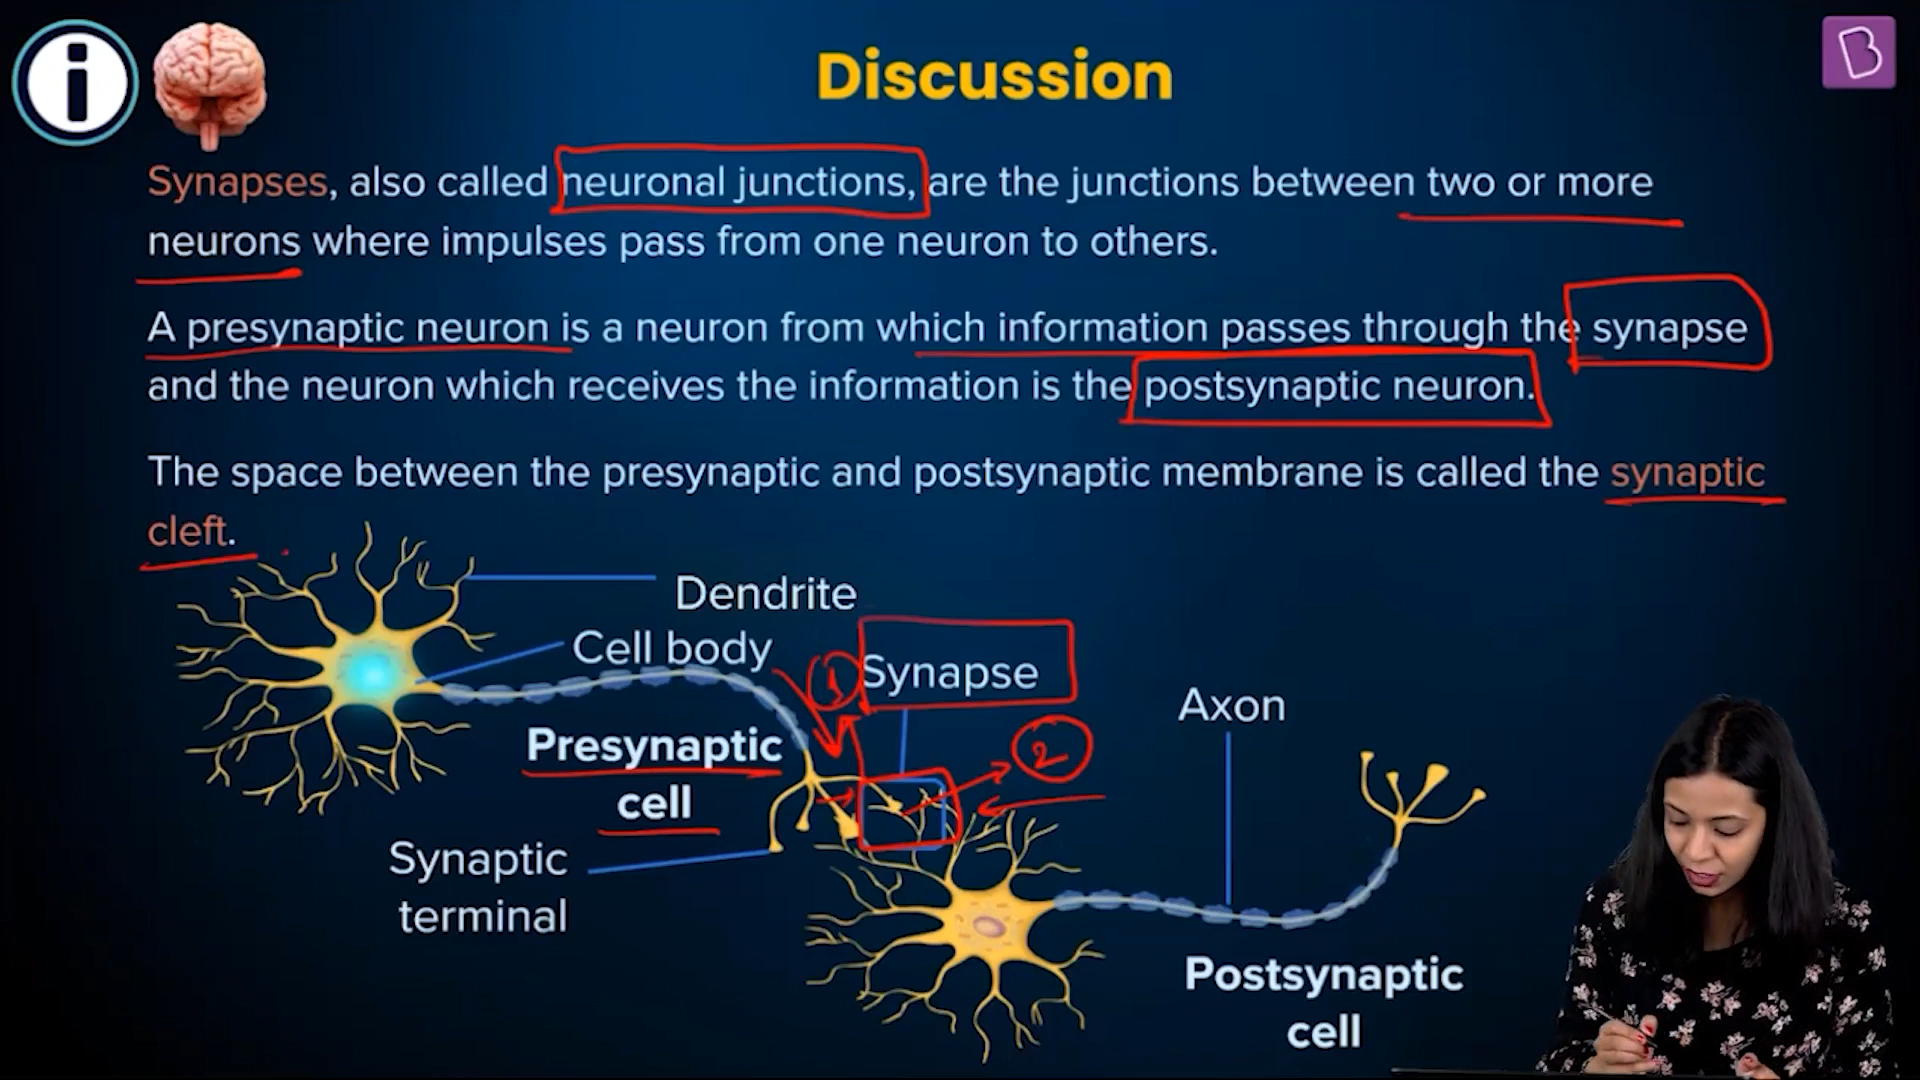 Discussion
Synapses, also called neuronal junctions, are the junctions between two or more
neurons where impulses pass from one neuron to others.
A presynaptic neuron is a neuron from which information passes through the synapse
and the neuron which receives the information is the postsynaptic neuron.
The space between the presynaptic and postsynaptic membrane is called the synaptic
cleft.
Dendrite
Cell body
1
Synapse
Axon
Presynaptic
cell
2
Synaptic
terminal
Postsynaptic
cell